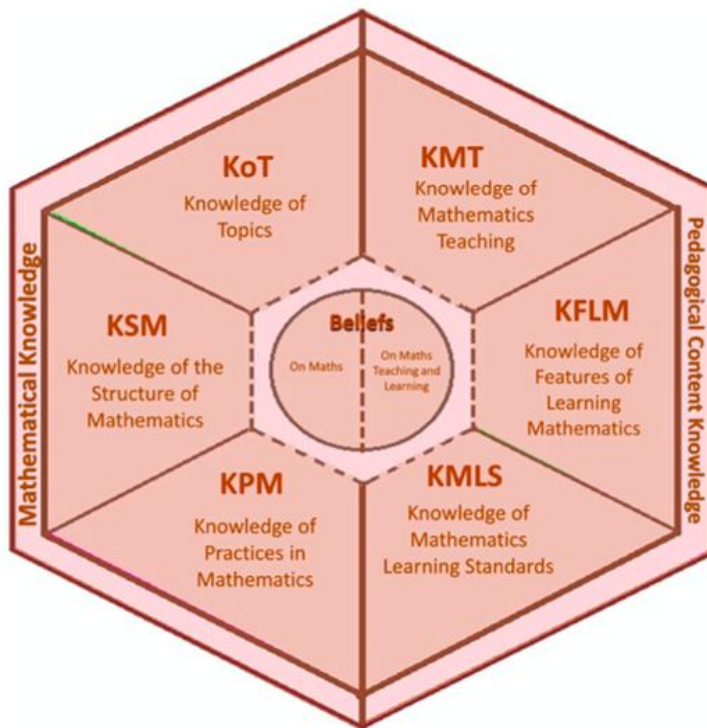 KoT
Knowledge of
Topics
KMT
Knowledge of
Mathematics
Teaching
Mathematical Knowledge
KSM
Knowledge of the
Structure of
Mathematics
Beliefs
On Maths
On Maths
Teaching and
Learning
KFLM
Knowledge of
Features of
Learning
Mathematics
Pedagogical Content Knowledge
KPM
Knowledge of
Practices in
Mathematics
KMLS
Knowledge of
Mathematics
Learning Standards